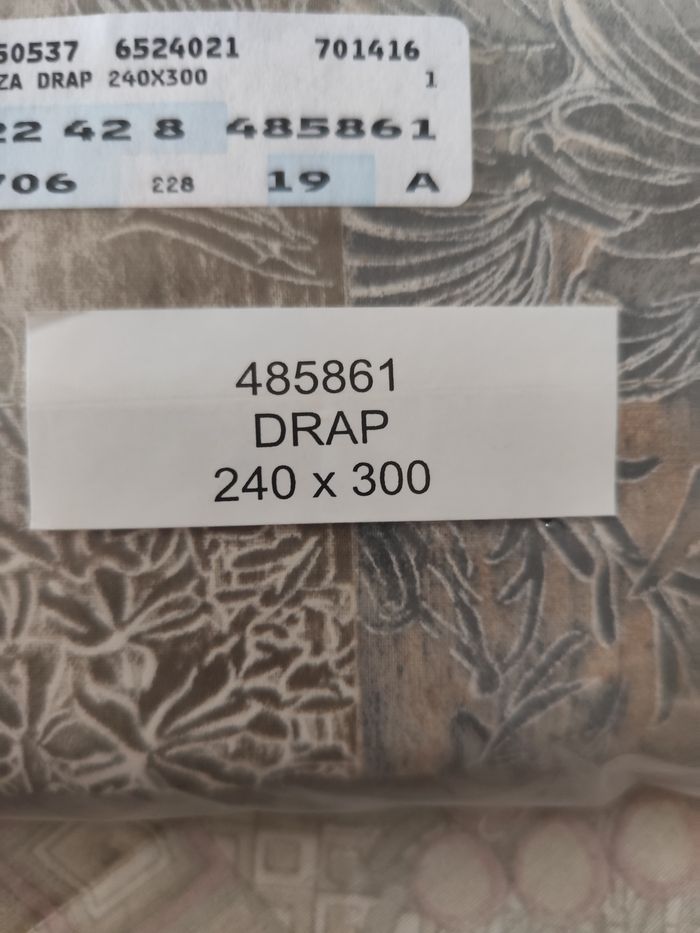 50537 6524021 701416
ZA DRAP 240X300 1
22 42 8 485861
706 228 19 A
485861
DRAP
240 x 300